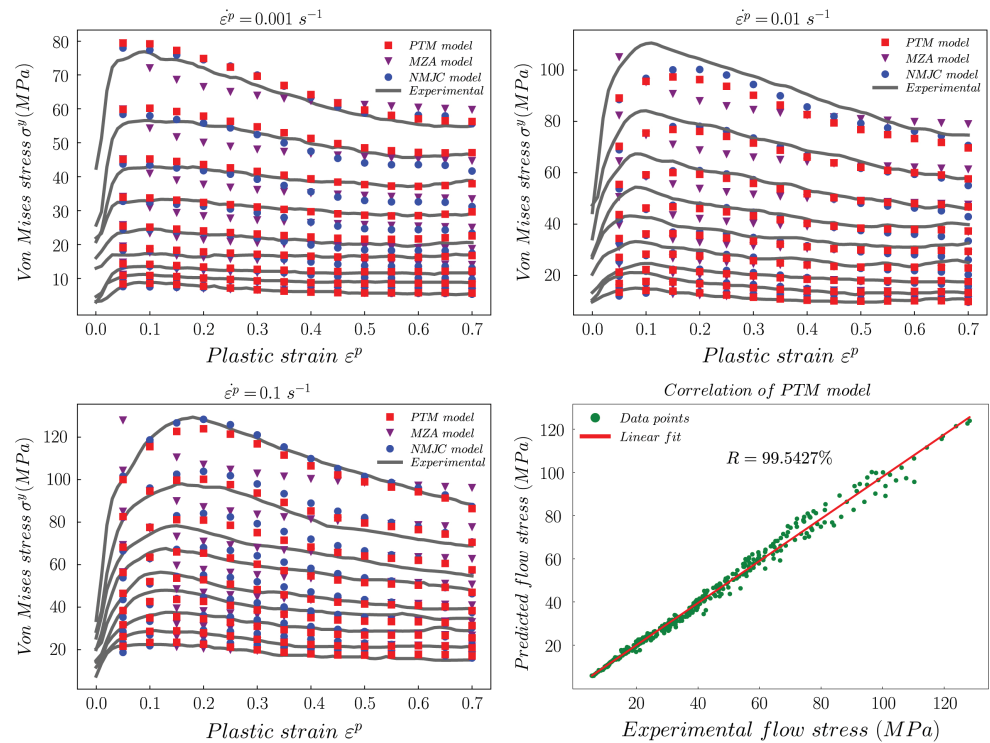 ε̇ᵖ = 0.001 s⁻¹
PTM model
MZA model
NMJC model
Experimental
Von Mises stress σʸ(MPa)
80
70
60
50
40
30
20
10
0.0 0.1 0.2 0.3 0.4 0.5 0.6 0.7
Plastic strain εᵖ
ε̇ᵖ = 0.01 s⁻¹
PTM model
MZA model
NMJC model
Experimental
Von Mises stress σʸ(MPa)
100
80
60
40
20
0.0 0.1 0.2 0.3 0.4 0.5 0.6 0.7
Plastic strain εᵖ
ε̇ᵖ = 0.1 s⁻¹
PTM model
MZA model
NMJC model
Experimental
Von Mises stress σʸ(MPa)
120
100
80
60
40
20
0.0 0.1 0.2 0.3 0.4 0.5 0.6 0.7
Plastic strain εᵖ
Correlation of PTM model
Data points
Linear fit
R = 99.5427%
Predicted flow stress (MPa)
120
100
80
60
40
20
20 40 60 80 100 120
Experimental flow stress (MPa)